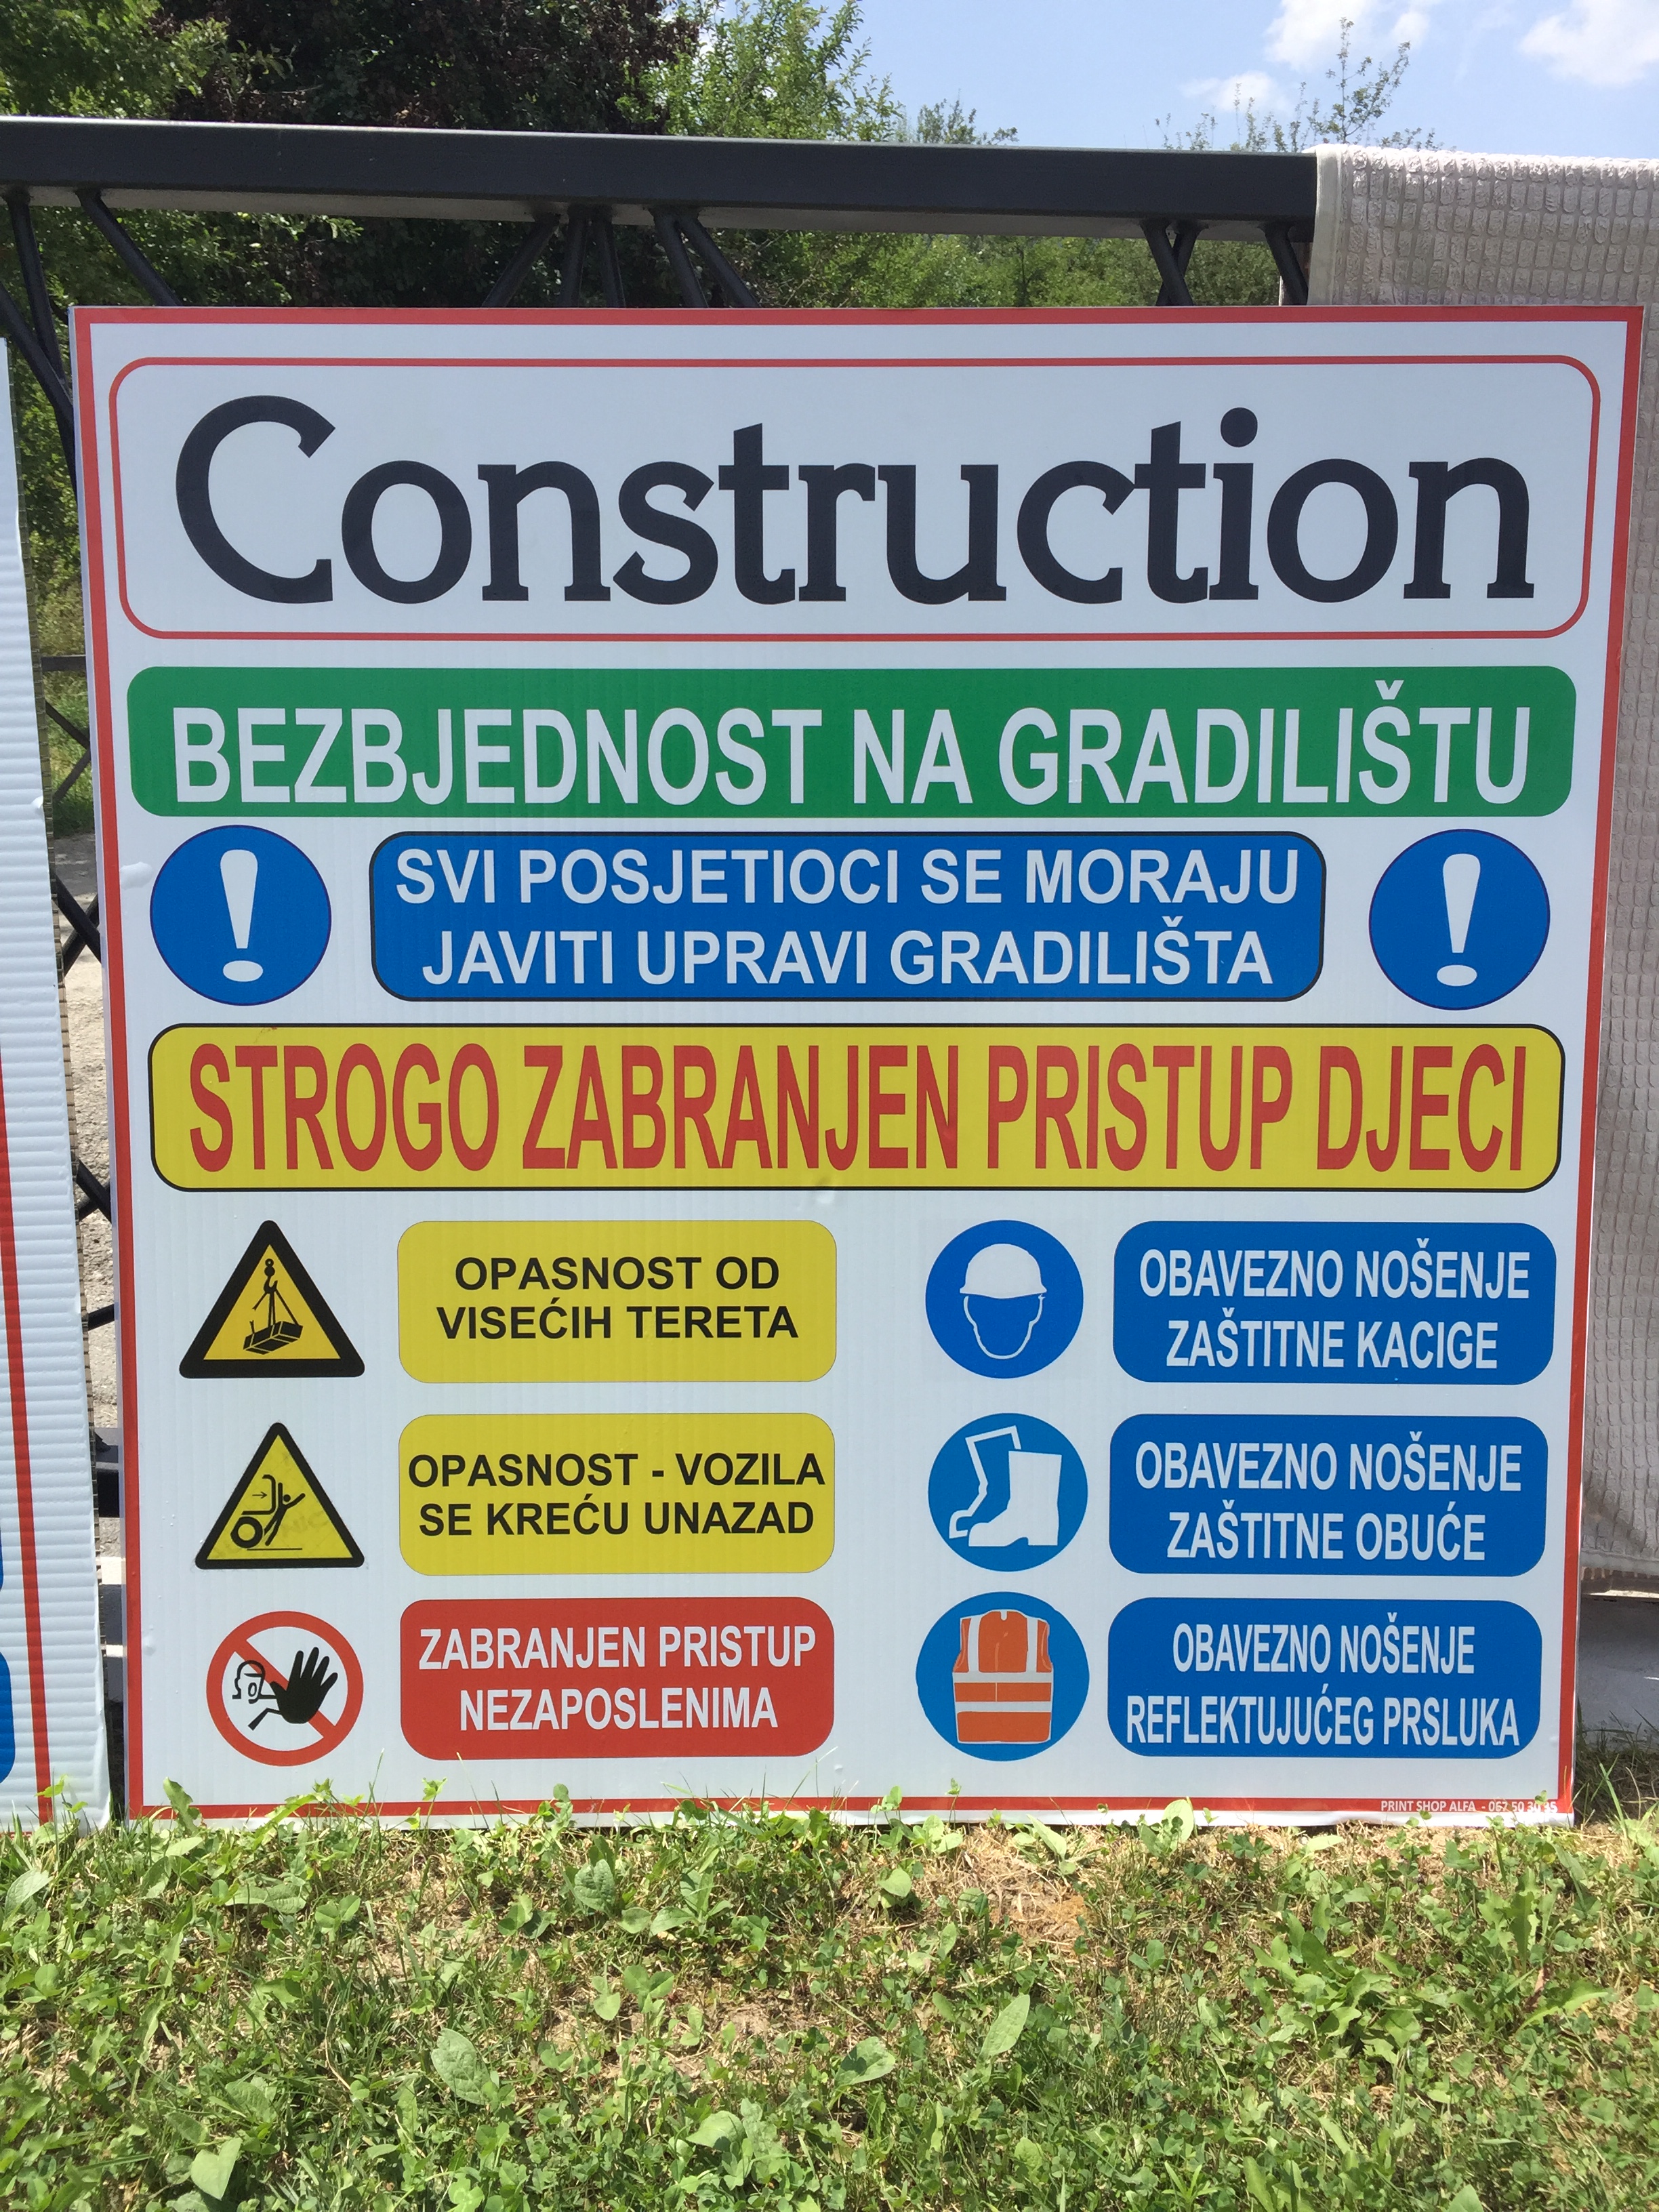 Construction
BEZBJEDNOST NA GRADILIŠTU
SVI POSJETIOCI SE MORAJU
JAVITI UPRAVI GRADILIŠTA
STROGO ZABRANJEN PRISTUP DJECI
OPASNOST OD
VISEĆIH TERETA
OBAVEZNO NOŠENJE
ZAŠTITNE KACIGE
OPASNOST - VOZILA
SE KREĆU UNAZAD
OBAVEZNO NOŠENJE
ZAŠTITNE OBUĆE
ZABRANJEN PRISTUP
NEZAPOSLENIMA
OBAVEZNO NOŠENJE
REFLEKTUJUĆEG PRSLUKA
PRINT SHOP ALFA - 067 50